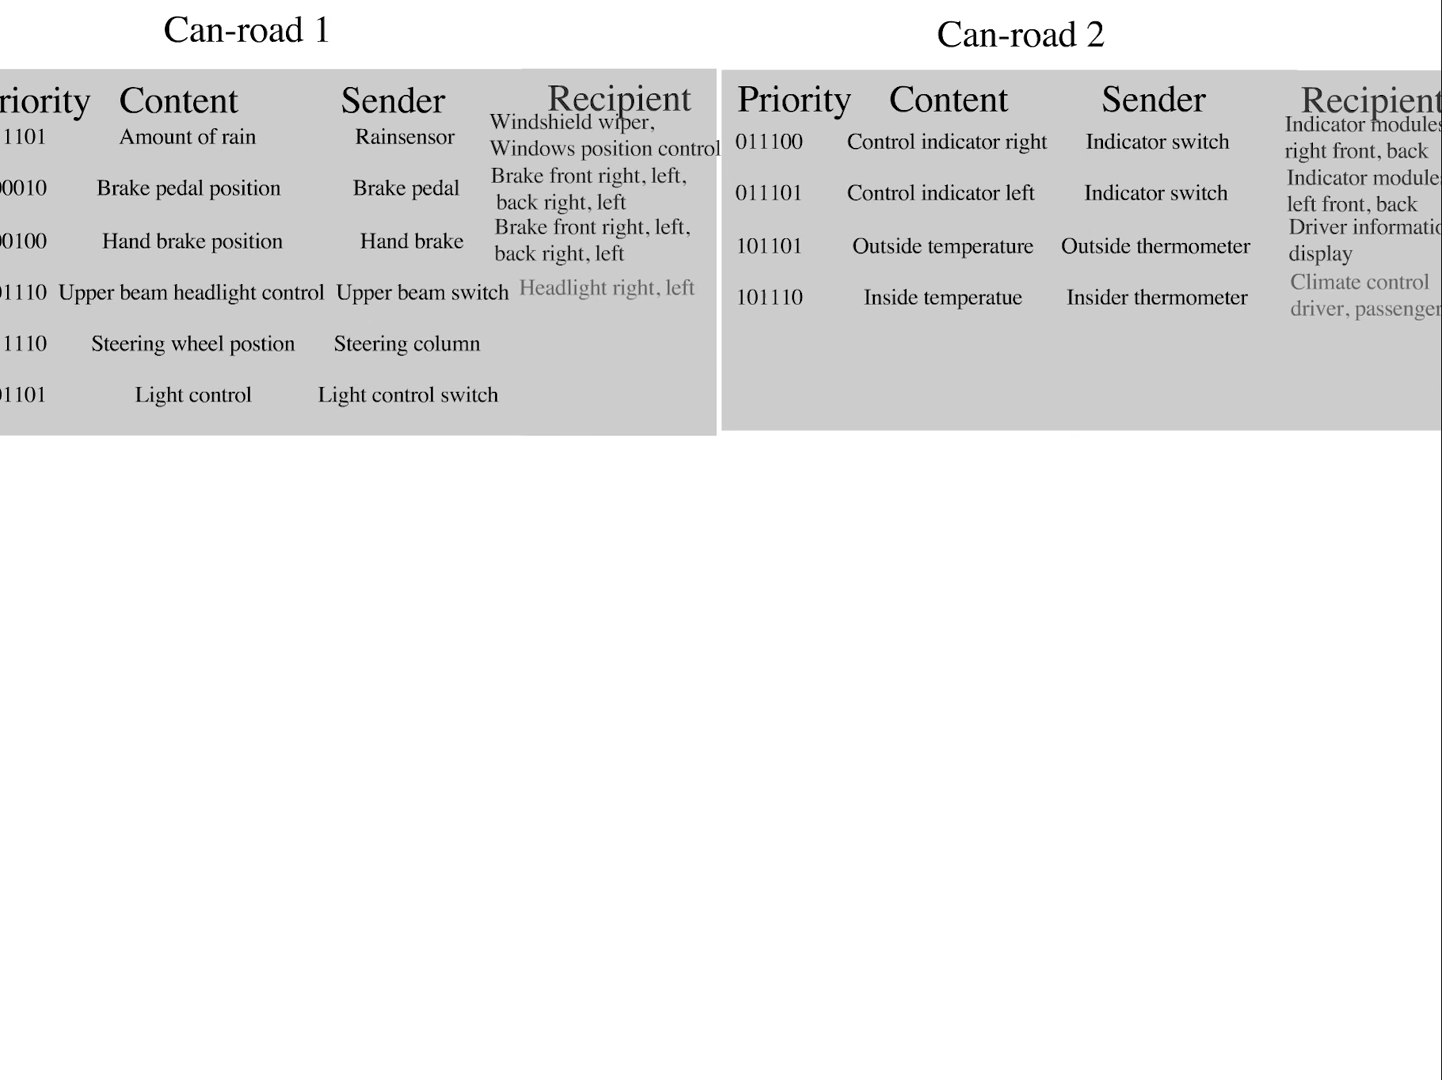 Can-road 1
riority Content Sender Recipient
1101 Amount of rain Rainsensor Windshield wiper,
Windows position control
00010 Brake pedal position Brake pedal Brake front right, left,
back right, left
00100 Hand brake position Hand brake Brake front right, left,
back right, left
01110 Upper beam headlight control Upper beam switch Headlight right, left
1110 Steering wheel postion Steering column
01101 Light control Light control switch
Can-road 2
Priority Content Sender Recipient
011100 Control indicator right Indicator switch Indicator modules
right front, back
011101 Control indicator left Indicator switch Indicator module
left front, back
101101 Outside temperature Outside thermometer Driver informatio
display
101110 Inside temperatue Insider thermometer Climate control
driver, passenger